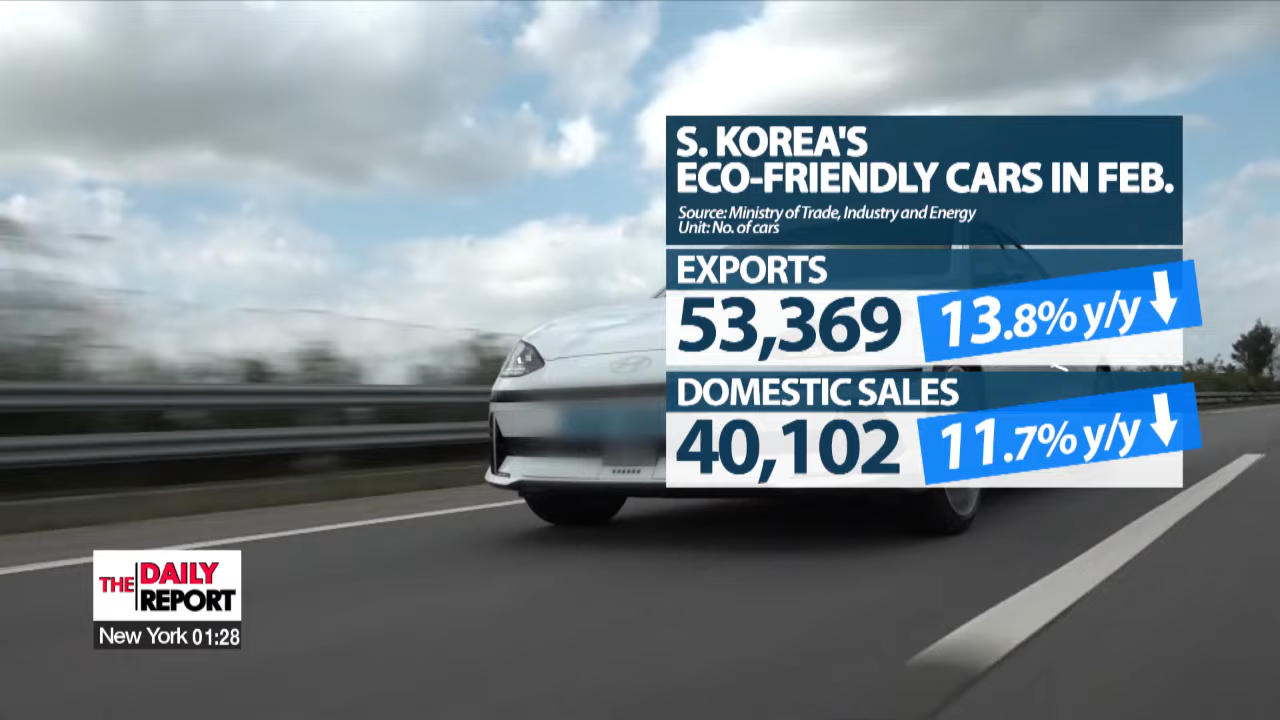 S. KOREA'S
ECO-FRIENDLY CARS IN FEB.
Source: Ministry of Trade, Industry and Energy
Unit: No. of cars
EXPORTS
53,369 13.8% y/y ↓
DOMESTIC SALES
40,102 11.7% y/y ↓
THE DAILY
REPORT
New York 01:28